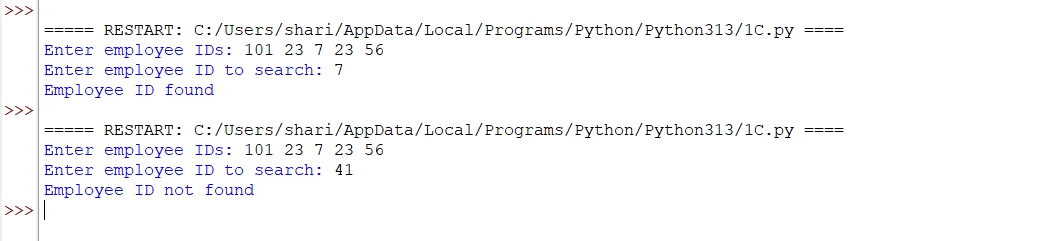 >>>
===== RESTART: C:/Users/shari/AppData/Local/Programs/Python/Python313/1C.py ====
Enter employee IDs: 101 23 7 23 56
Enter employee ID to search: 7
Employee ID found
>>>
===== RESTART: C:/Users/shari/AppData/Local/Programs/Python/Python313/1C.py ====
Enter employee IDs: 101 23 7 23 56
Enter employee ID to search: 41
Employee ID not found
>>>